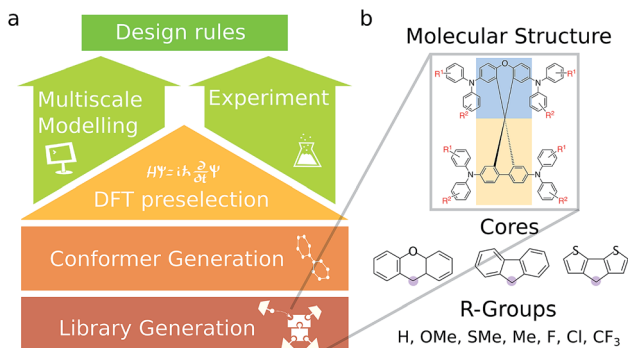 a
Design rules
Multiscale
Modelling
Experiment
HΨ=iℏ ∂/∂t Ψ
DFT preselection
Conformer Generation
Library Generation
b
Molecular Structure
R¹
O
R¹
N
N
R²
R²
R¹
R¹
N
N
R²
R²
Cores
O
S
S
R-Groups
H, OMe, SMe, Me, F, Cl, CF₃